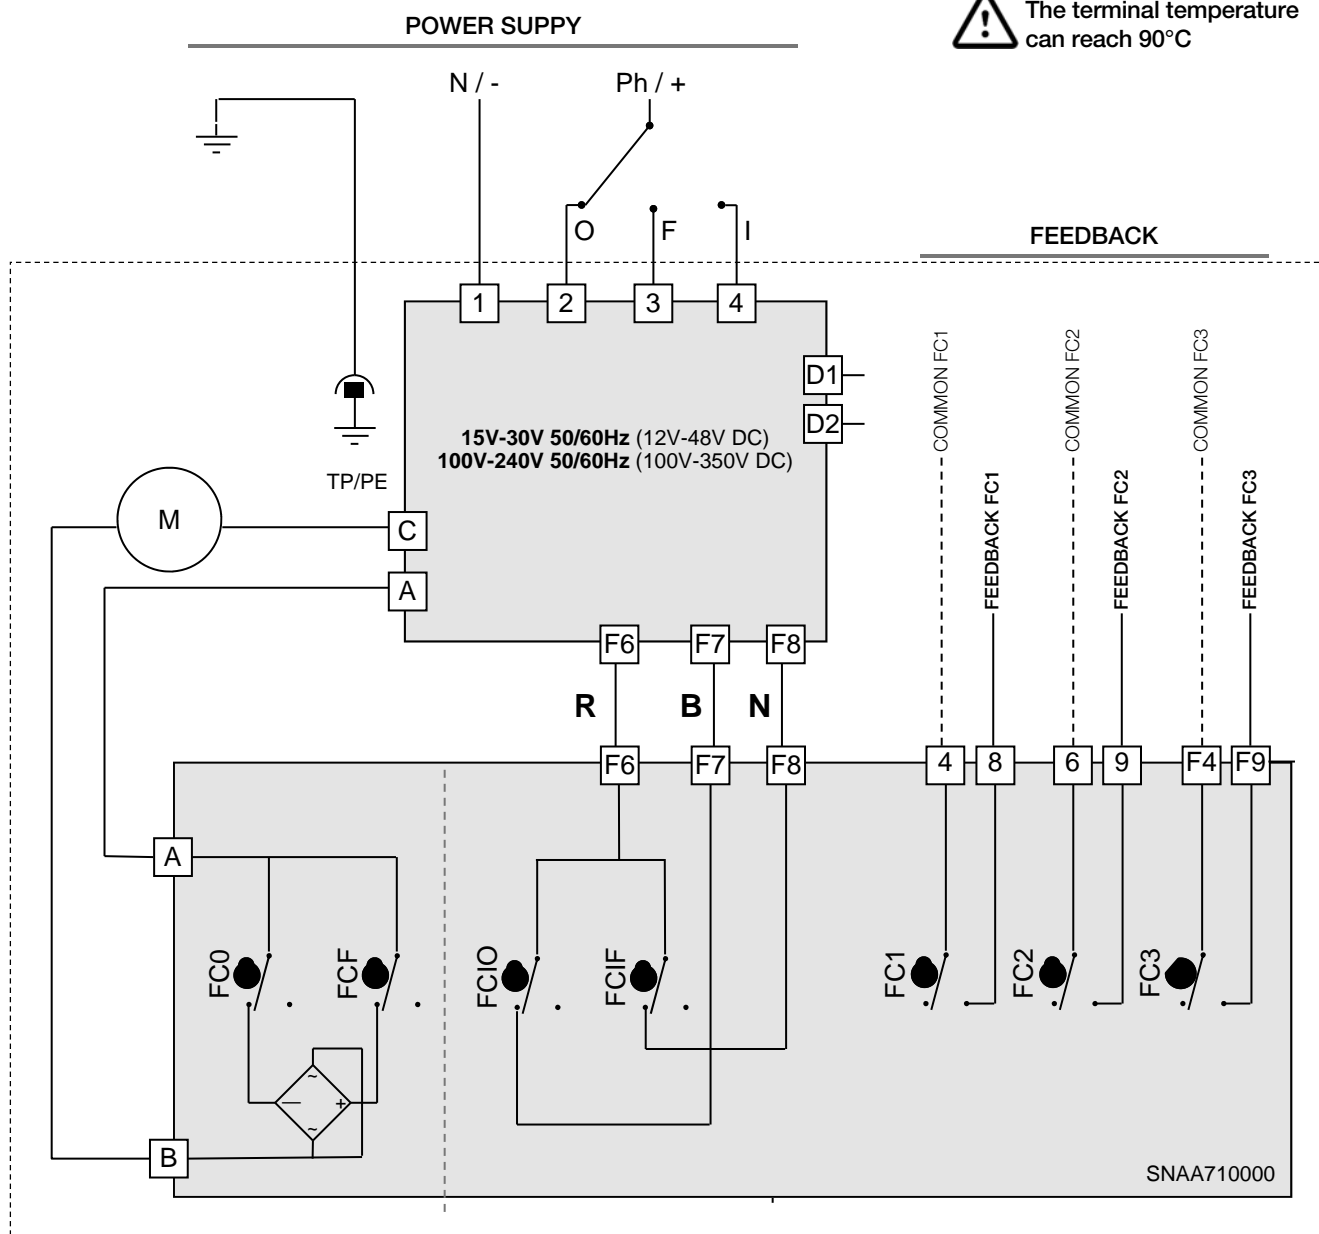 The terminal temperature
can reach 90°C
POWER SUPPY
N / -
Ph / +
O
F
I
FEEDBACK
1
2
3
4
D1
D2
15V-30V 50/60Hz (12V-48V DC)
100V-240V 50/60Hz (100V-350V DC)
TP/PE
M
C
A
F6
F7
F8
COMMON FC1
FEEDBACK FC1
COMMON FC2
FEEDBACK FC2
COMMON FC3
FEEDBACK FC3
R
B
N
F6
F7
F8
4
8
6
9
F4
F9
A
FC0
FCF
FCIO
FCIF
FC1
FC2
FC3
~
—
+
~
B
SNAA710000